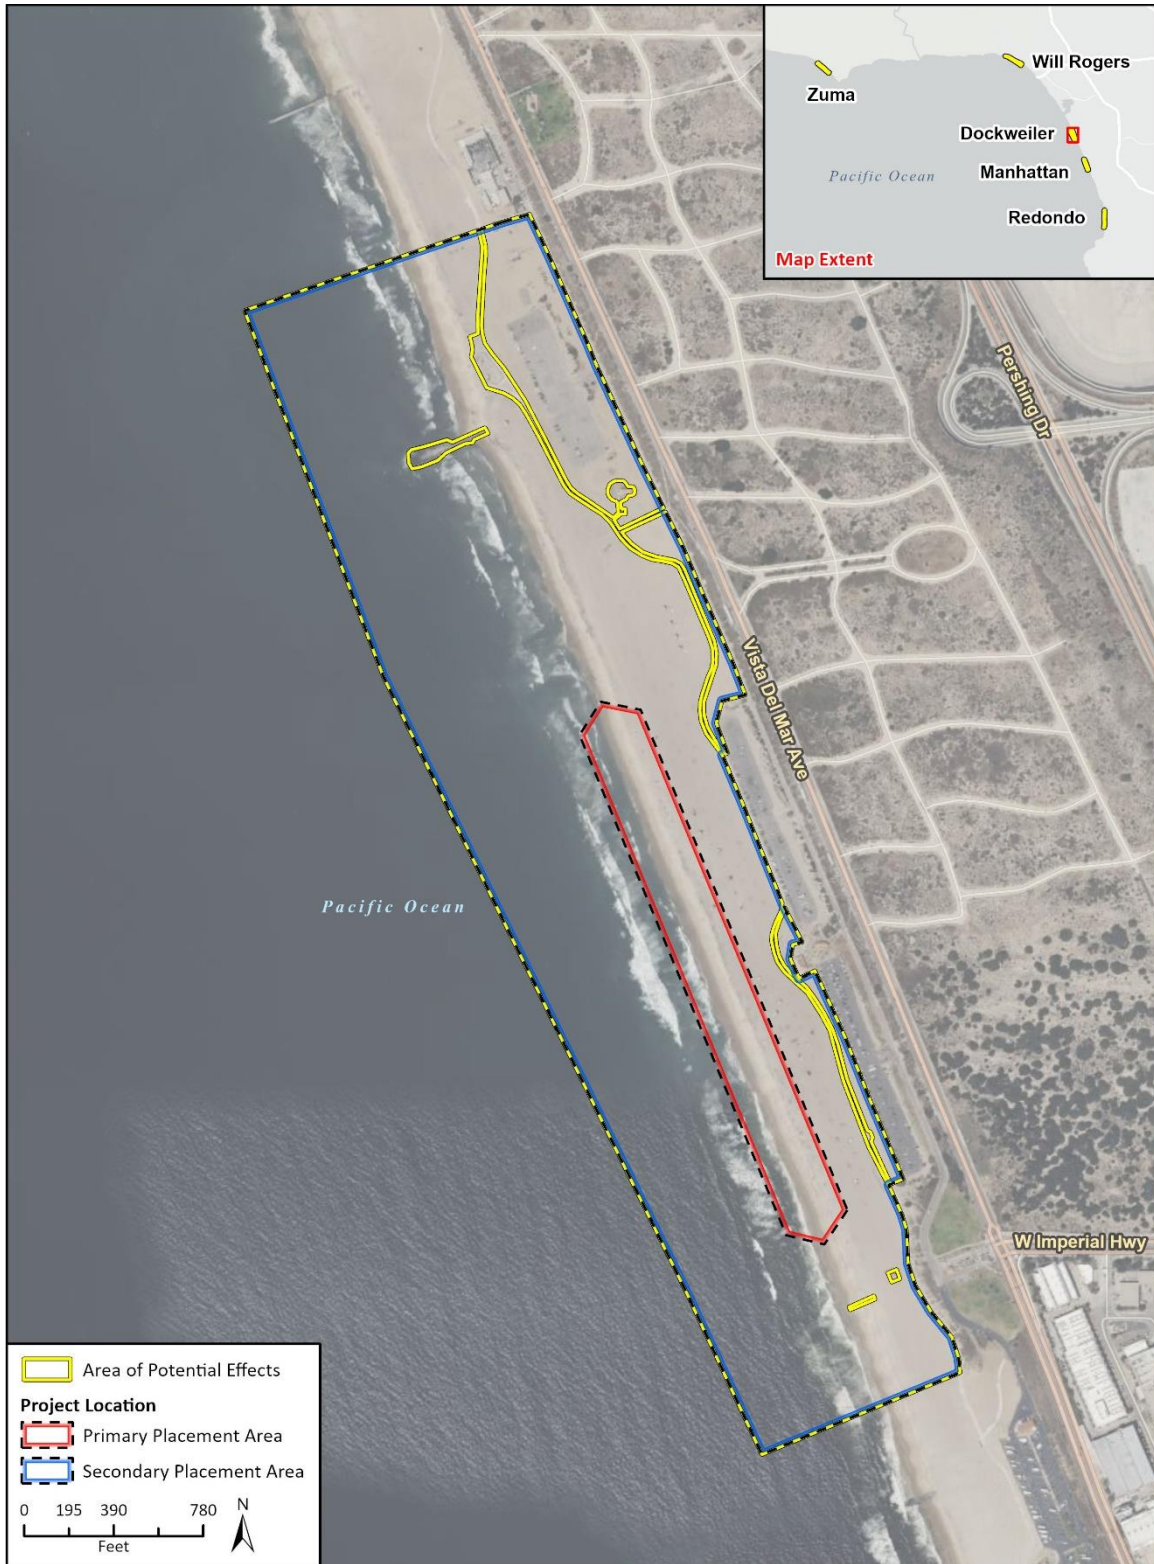 Will Rogers
Zuma
Dockweiler
Manhattan
Pacific Ocean
Redondo
Map Extent
Pershing Dr
Vista Del Mar Ave
Pacific Ocean
W Imperial Hwy
Area of Potential Effects
Project Location
Primary Placement Area
Secondary Placement Area
0 195 390 780 N
Feet